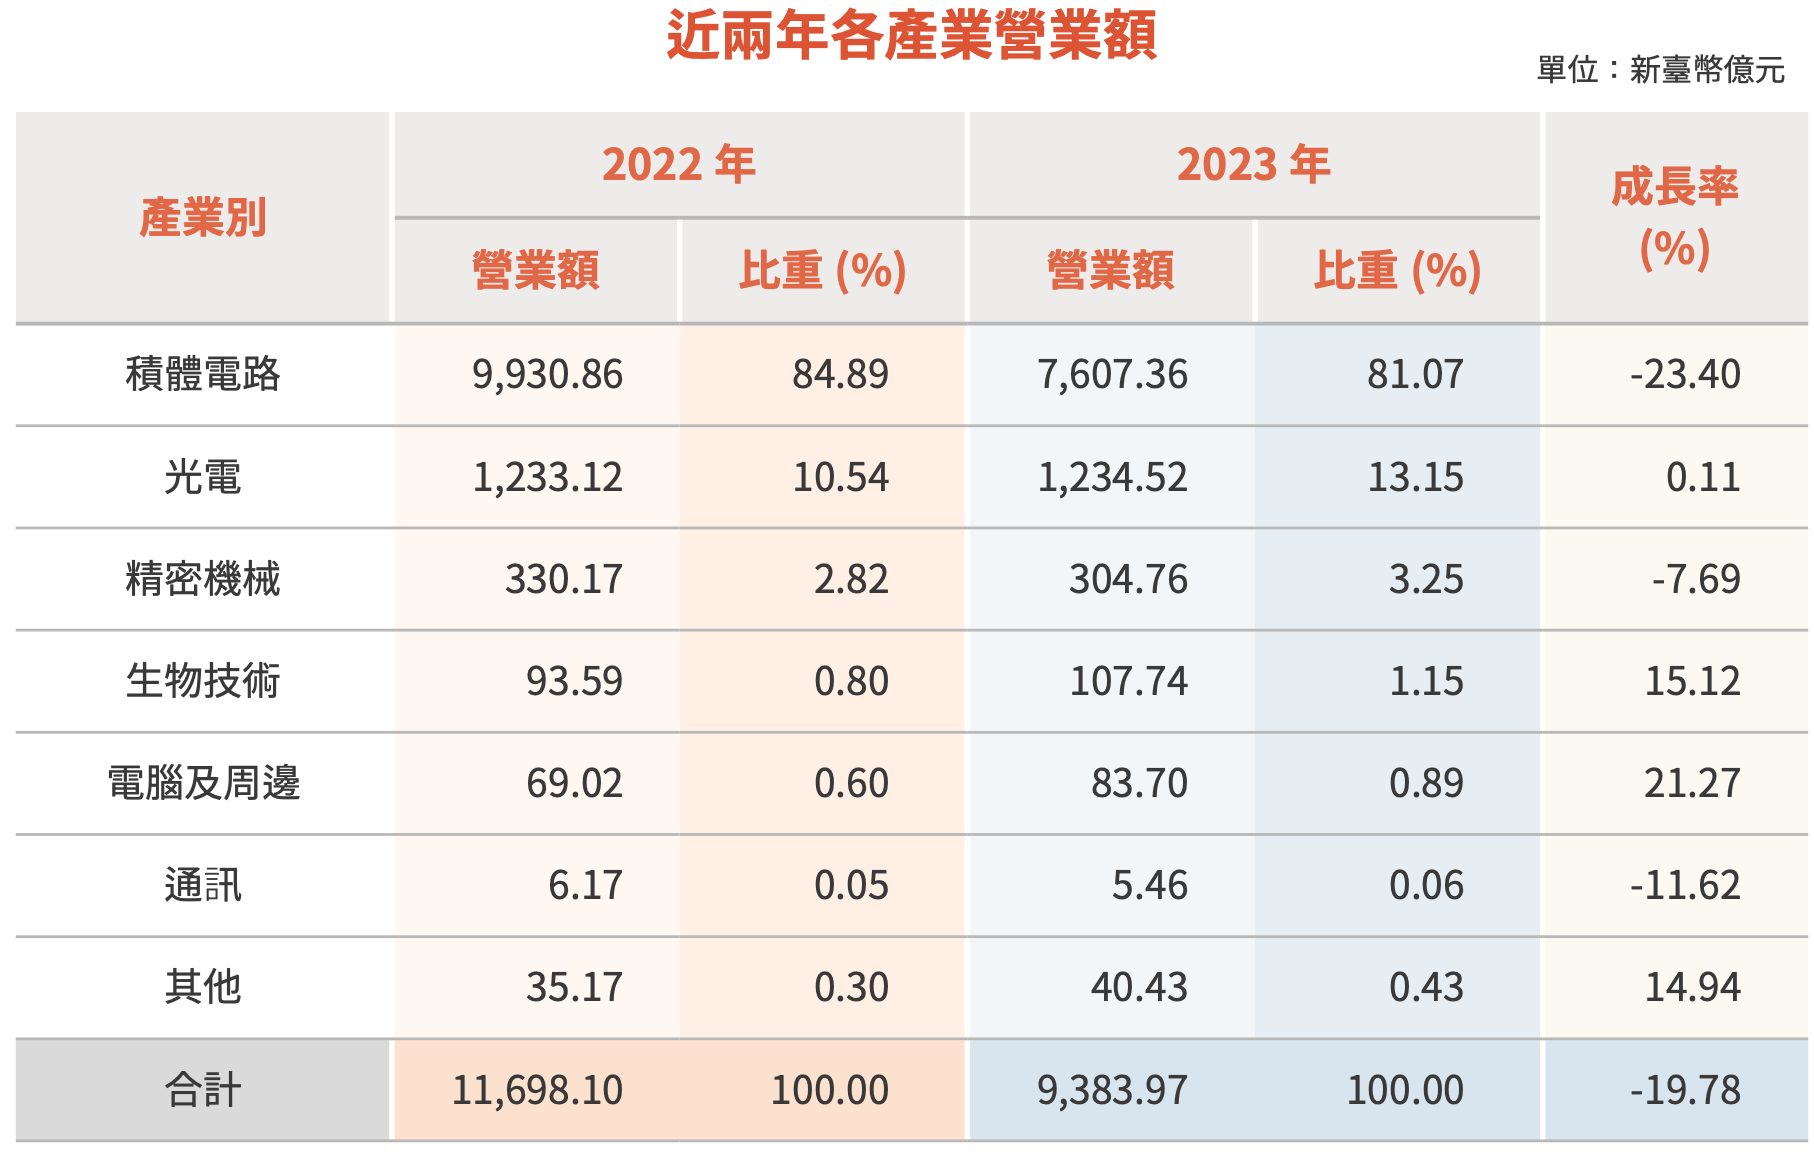 近兩年各產業營業額
單位：新臺幣億元
產業別 2022 年 2023 年 成長率 (%)
營業額 比重 (%) 營業額 比重 (%)
積體電路 9,930.86 84.89 7,607.36 81.07 -23.40
光電 1,233.12 10.54 1,234.52 13.15 0.11
精密機械 330.17 2.82 304.76 3.25 -7.69
生物技術 93.59 0.80 107.74 1.15 15.12
電腦及周邊 69.02 0.60 83.70 0.89 21.27
通訊 6.17 0.05 5.46 0.06 -11.62
其他 35.17 0.30 40.43 0.43 14.94
合計 11,698.10 100.00 9,383.97 100.00 -19.78